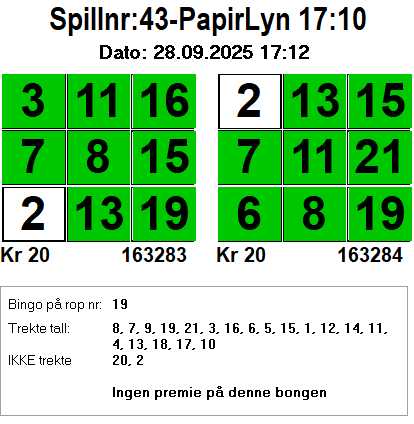 Spillnr:43-PapirLyn 17:10
Dato: 28.09.2025 17:12
3 11 16 2 13 15
7 8 15 7 11 21
2 13 19 6 8 19
Kr 20 163283 Kr 20 163284
Bingo på rop nr: 19
Trekte tall: 8, 7, 9, 19, 21, 3, 16, 6, 5, 15, 1, 12, 14, 11,
4, 13, 18, 17, 10
IKKE trekte 20, 2
Ingen premie på denne bongen